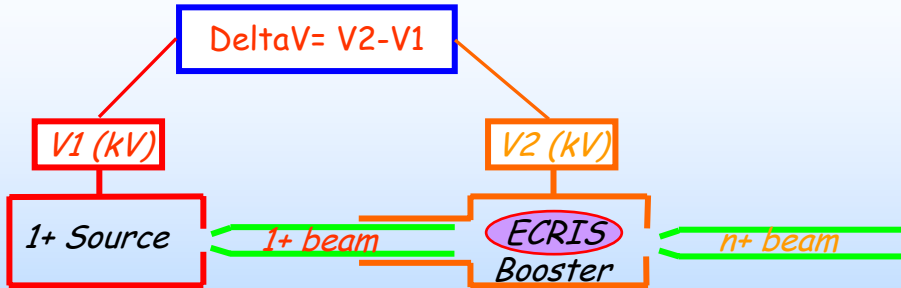 DeltaV= V2-V1
V1 (kV)
V2 (kV)
1+ Source
1+ beam
ECRIS
Booster
n+ beam